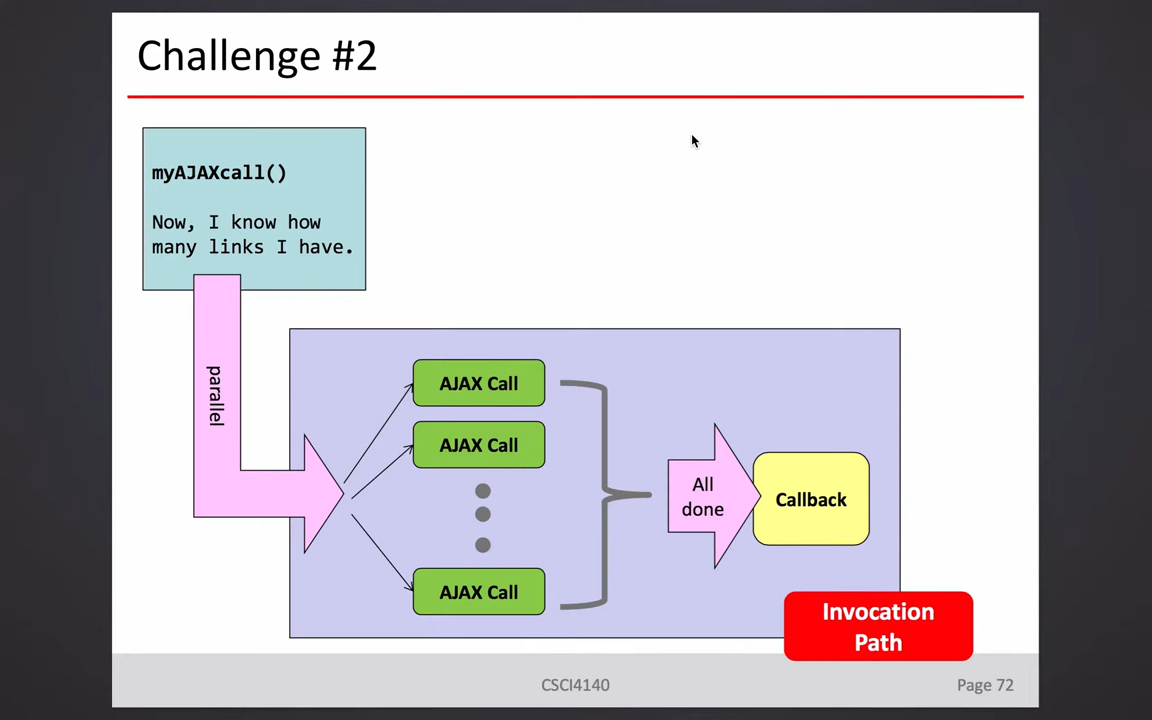 Challenge #2
myAJAXcall()
Now, I know how
many links I have.
parallel
AJAX Call
AJAX Call
AJAX Call
All
done
Callback
Invocation
Path
CSCI4140
Page 72